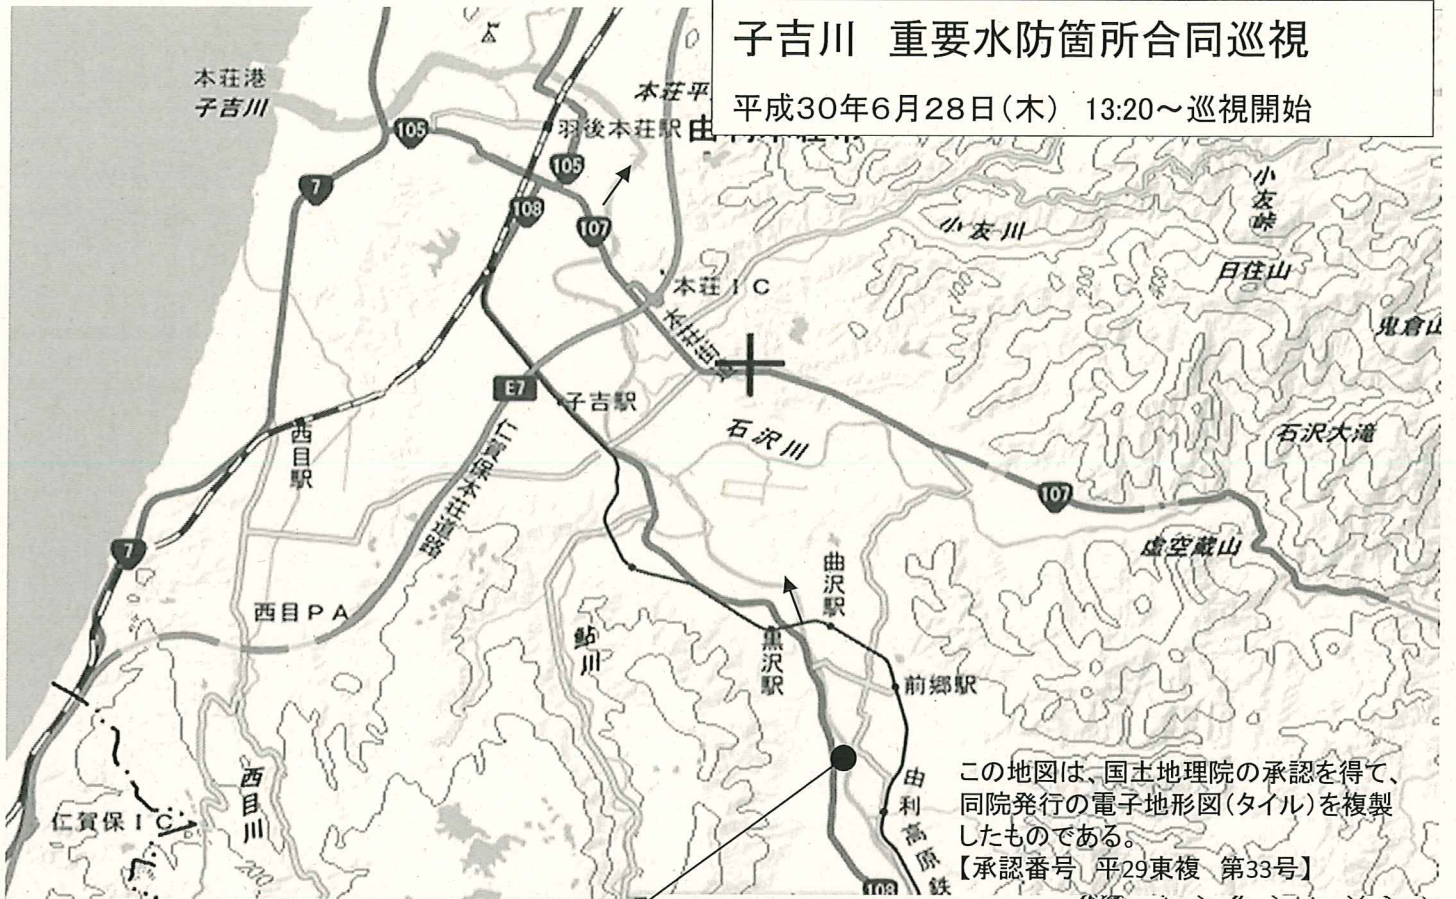 子吉川 重要水防箇所合同巡視
平成30年6月28日(木) 13:20～巡視開始
本荘港
子吉川
本荘平
羽後本荘駅
105
7
105
108
107
小友川
小友峠
日住山
100
200
400
鬼倉山
本荘IC
E7
子吉駅
石沢川
石沢大滝
西目駅
仁賀保本荘道路
107
虚空蔵山
7
曲沢駅
西目PA
鮎川
黒沢駅
前郷駅
西目川
仁賀保IC
200
由利高原鉄
108
この地図は、国土地理院の承認を得て、
同院発行の電子地形図(タイル)を複製
したものである。
【承認番号 平29東複 第33号】